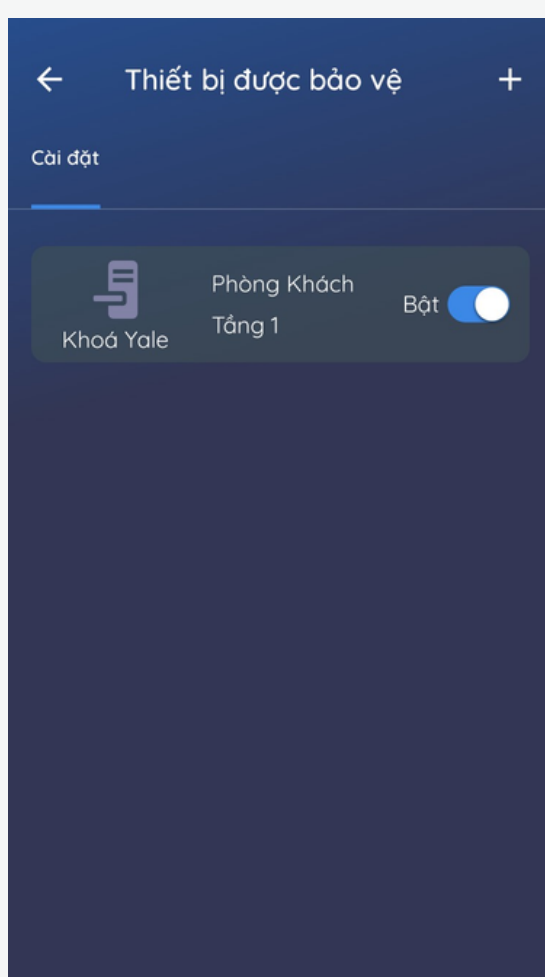 Thiết bị được bảo vệ
Cài đặt
Phòng Khách
Khoá Yale
Tầng 1
Bật